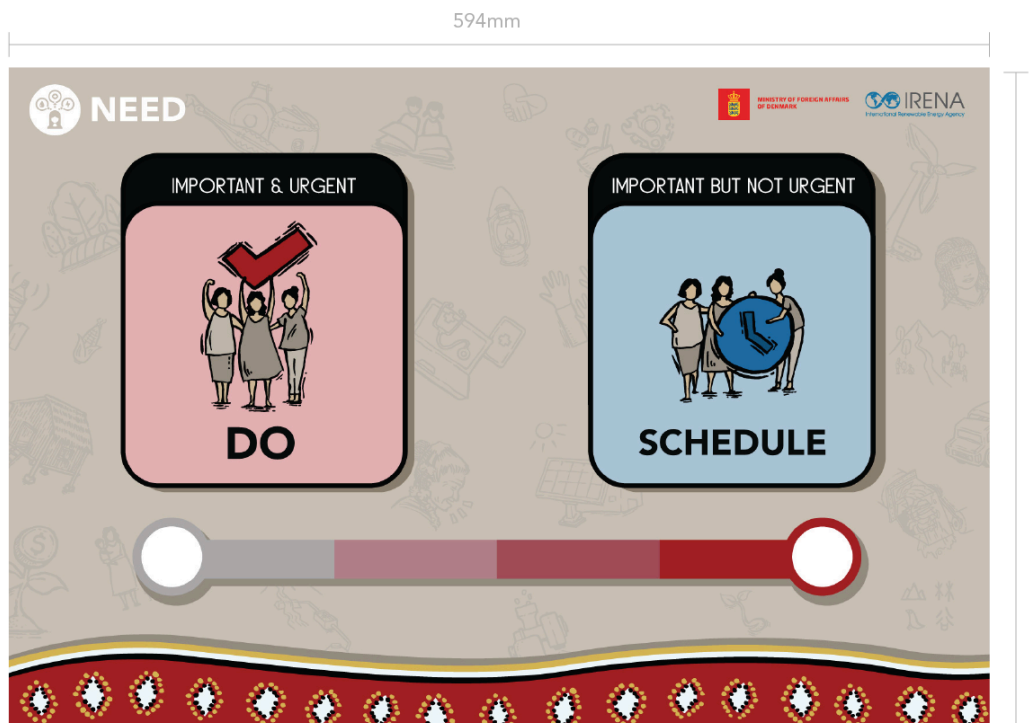 594mm
NEED
MINISTRY OF FOREIGN AFFAIRS
OF DENMARK
IRENA
International Renewable Energy Agency
IMPORTANT & URGENT
IMPORTANT BUT NOT URGENT
DO
SCHEDULE